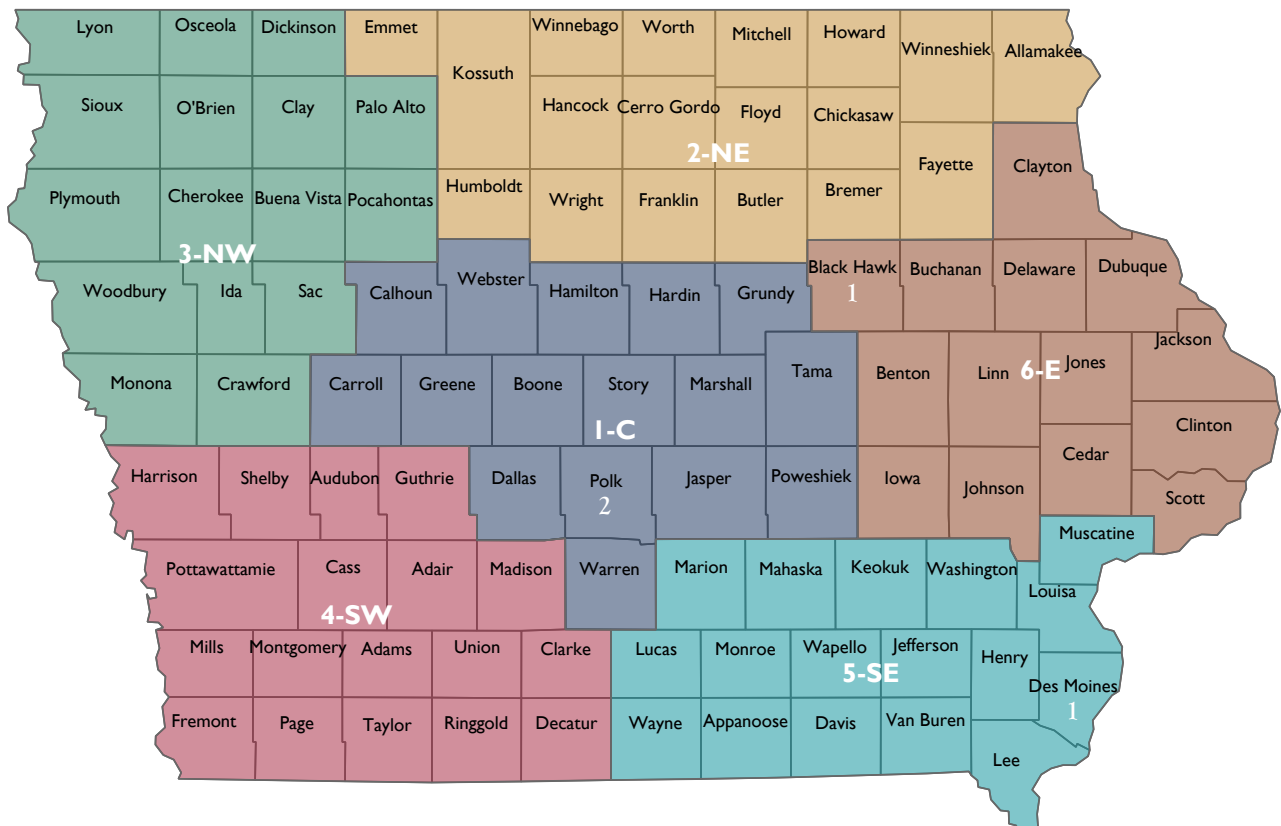 Lyon Osceola Dickinson Emmet Winnebago Worth Mitchell Howard Winneshiek Allamakee
Kossuth
Sioux O'Brien Clay Palo Alto Hancock Cerro Gordo Floyd Chickasaw
2-NE
Fayette Clayton
Plymouth Cherokee Buena Vista Pocahontas Humboldt Wright Franklin Butler Bremer
3-NW
Woodbury Ida Sac Calhoun Webster Hamilton Hardin Grundy Black Hawk Buchanan Delaware Dubuque
1
Jackson
Monona Crawford Carroll Greene Boone Story Marshall Tama Benton Linn 6-E Jones
1-C
Clinton
Harrison Shelby Audubon Guthrie Dallas Polk Jasper Poweshiek Iowa Johnson Cedar
2
Scott
Muscatine
Pottawattamie Cass Adair Madison Warren Marion Mahaska Keokuk Washington
Louisa
4-SW
Mills Montgomery Adams Union Clarke Lucas Monroe Wapello Jefferson Henry
5-SE
Des Moines
1
Fremont Page Taylor Ringgold Decatur Wayne Appanoose Davis Van Buren
Lee